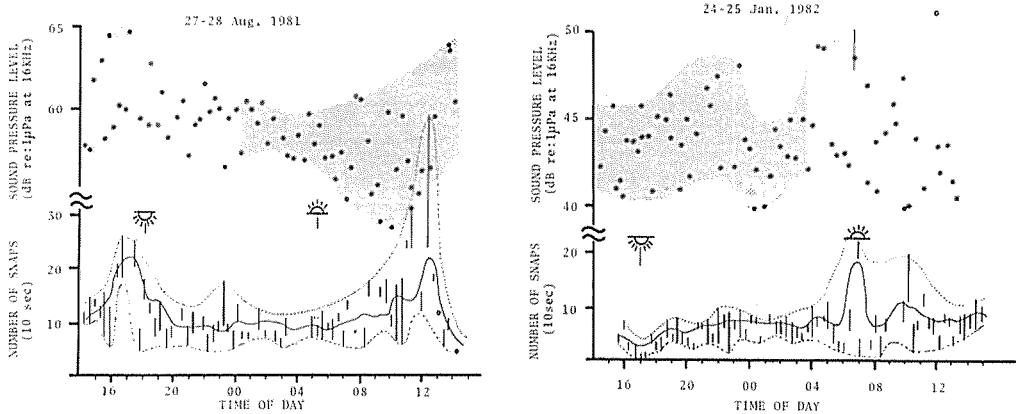 27-28 Aug. 1981
65
60
SOUND PRESSURE LEVEL
(dB re:1μPa at 16KHz)
30
20
10
NUMBER OF SNAPS
(10 sec)
16
20
00
04
08
12
TIME OF DAY
24-25 Jan. 1982
50
45
40
SOUND PRESSURE LEVEL
(dB re:1μPa at 16KHz)
20
10
NUMBER OF SNAPS
(10sec)
16
20
00
04
08
12
TIME OF DAY